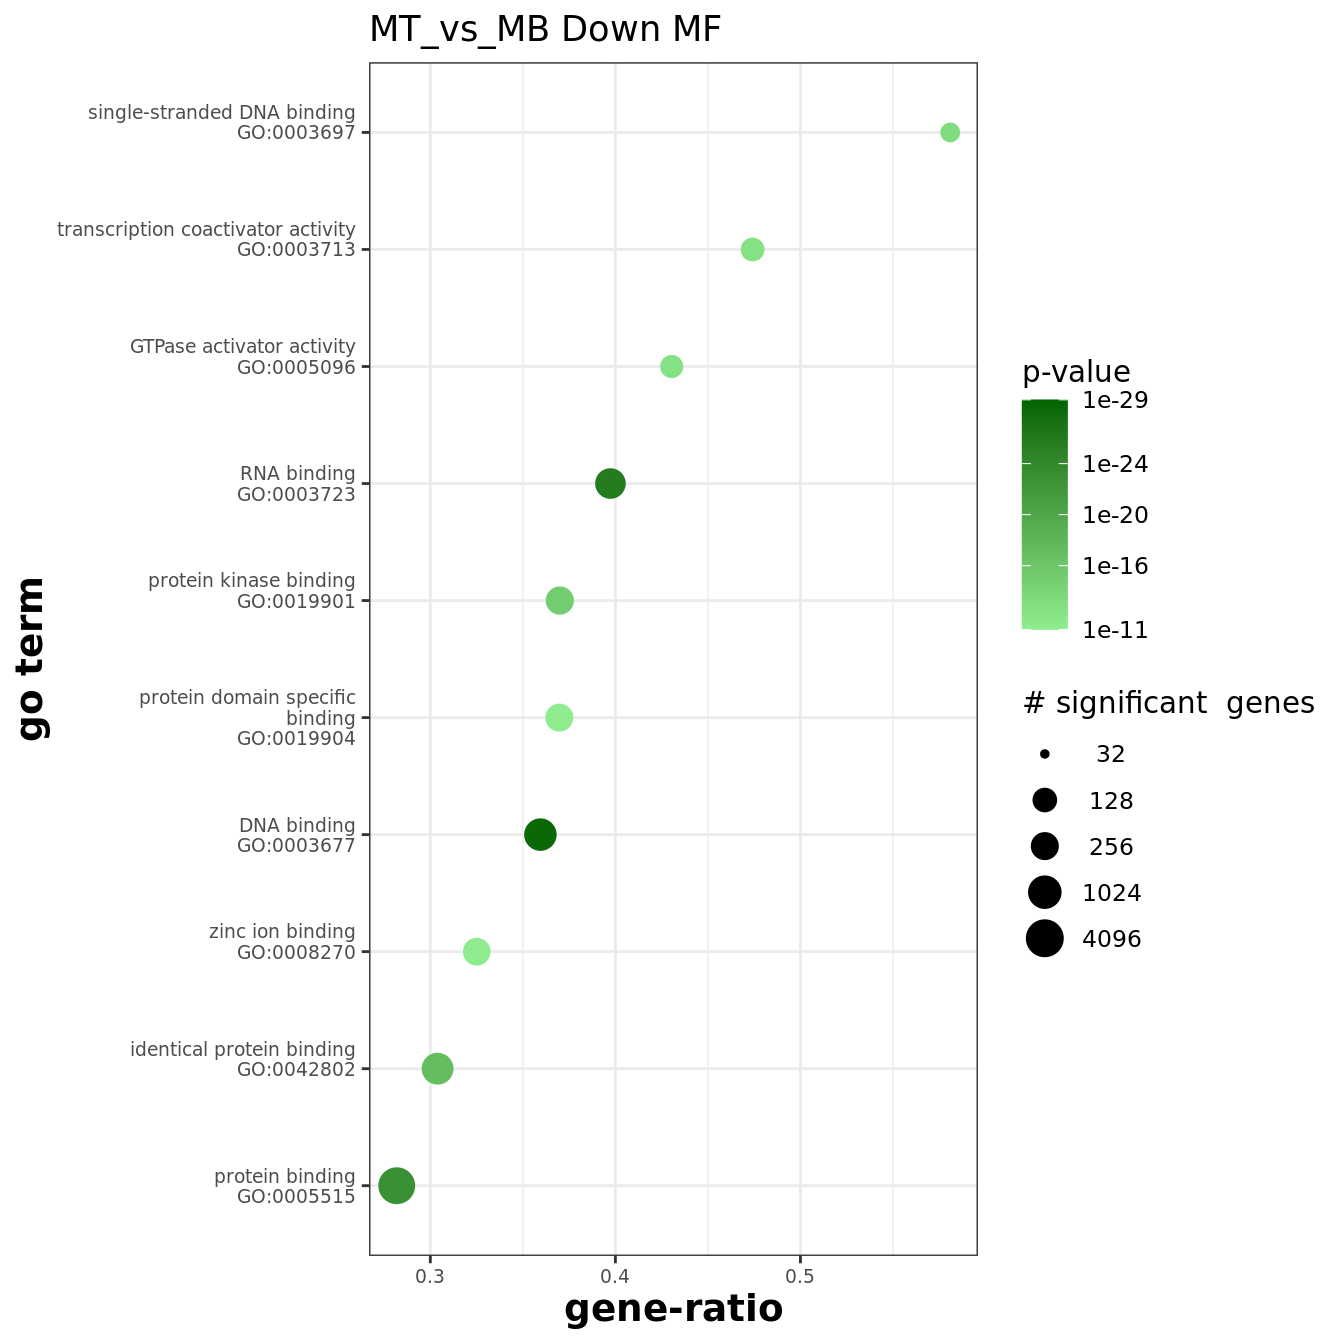 MT_vs_MB Down MF
single-stranded DNA binding
GO:0003697
transcription coactivator activity
GO:0003713
GTPase activator activity
GO:0005096
RNA binding
GO:0003723
protein kinase binding
GO:0019901
protein domain specific
binding
GO:0019904
DNA binding
GO:0003677
zinc ion binding
GO:0008270
identical protein binding
GO:0042802
protein binding
GO:0005515
go term
0.3
0.4
0.5
gene-ratio
p-value
1e-29
1e-24
1e-20
1e-16
1e-11
# significant  genes
32
128
256
1024
4096